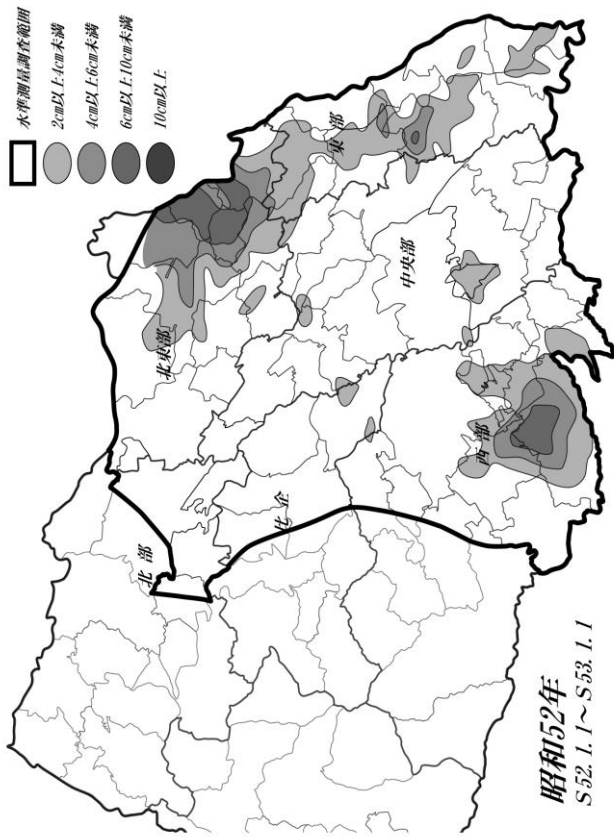 水準測量調査範囲
2cm以上4cm未満
4cm以上6cm未満
6cm以上10cm未満
10cm以上
北部
北東部
東部
比企
中央部
西部
昭和52年
S52.1.1～S53.1.1